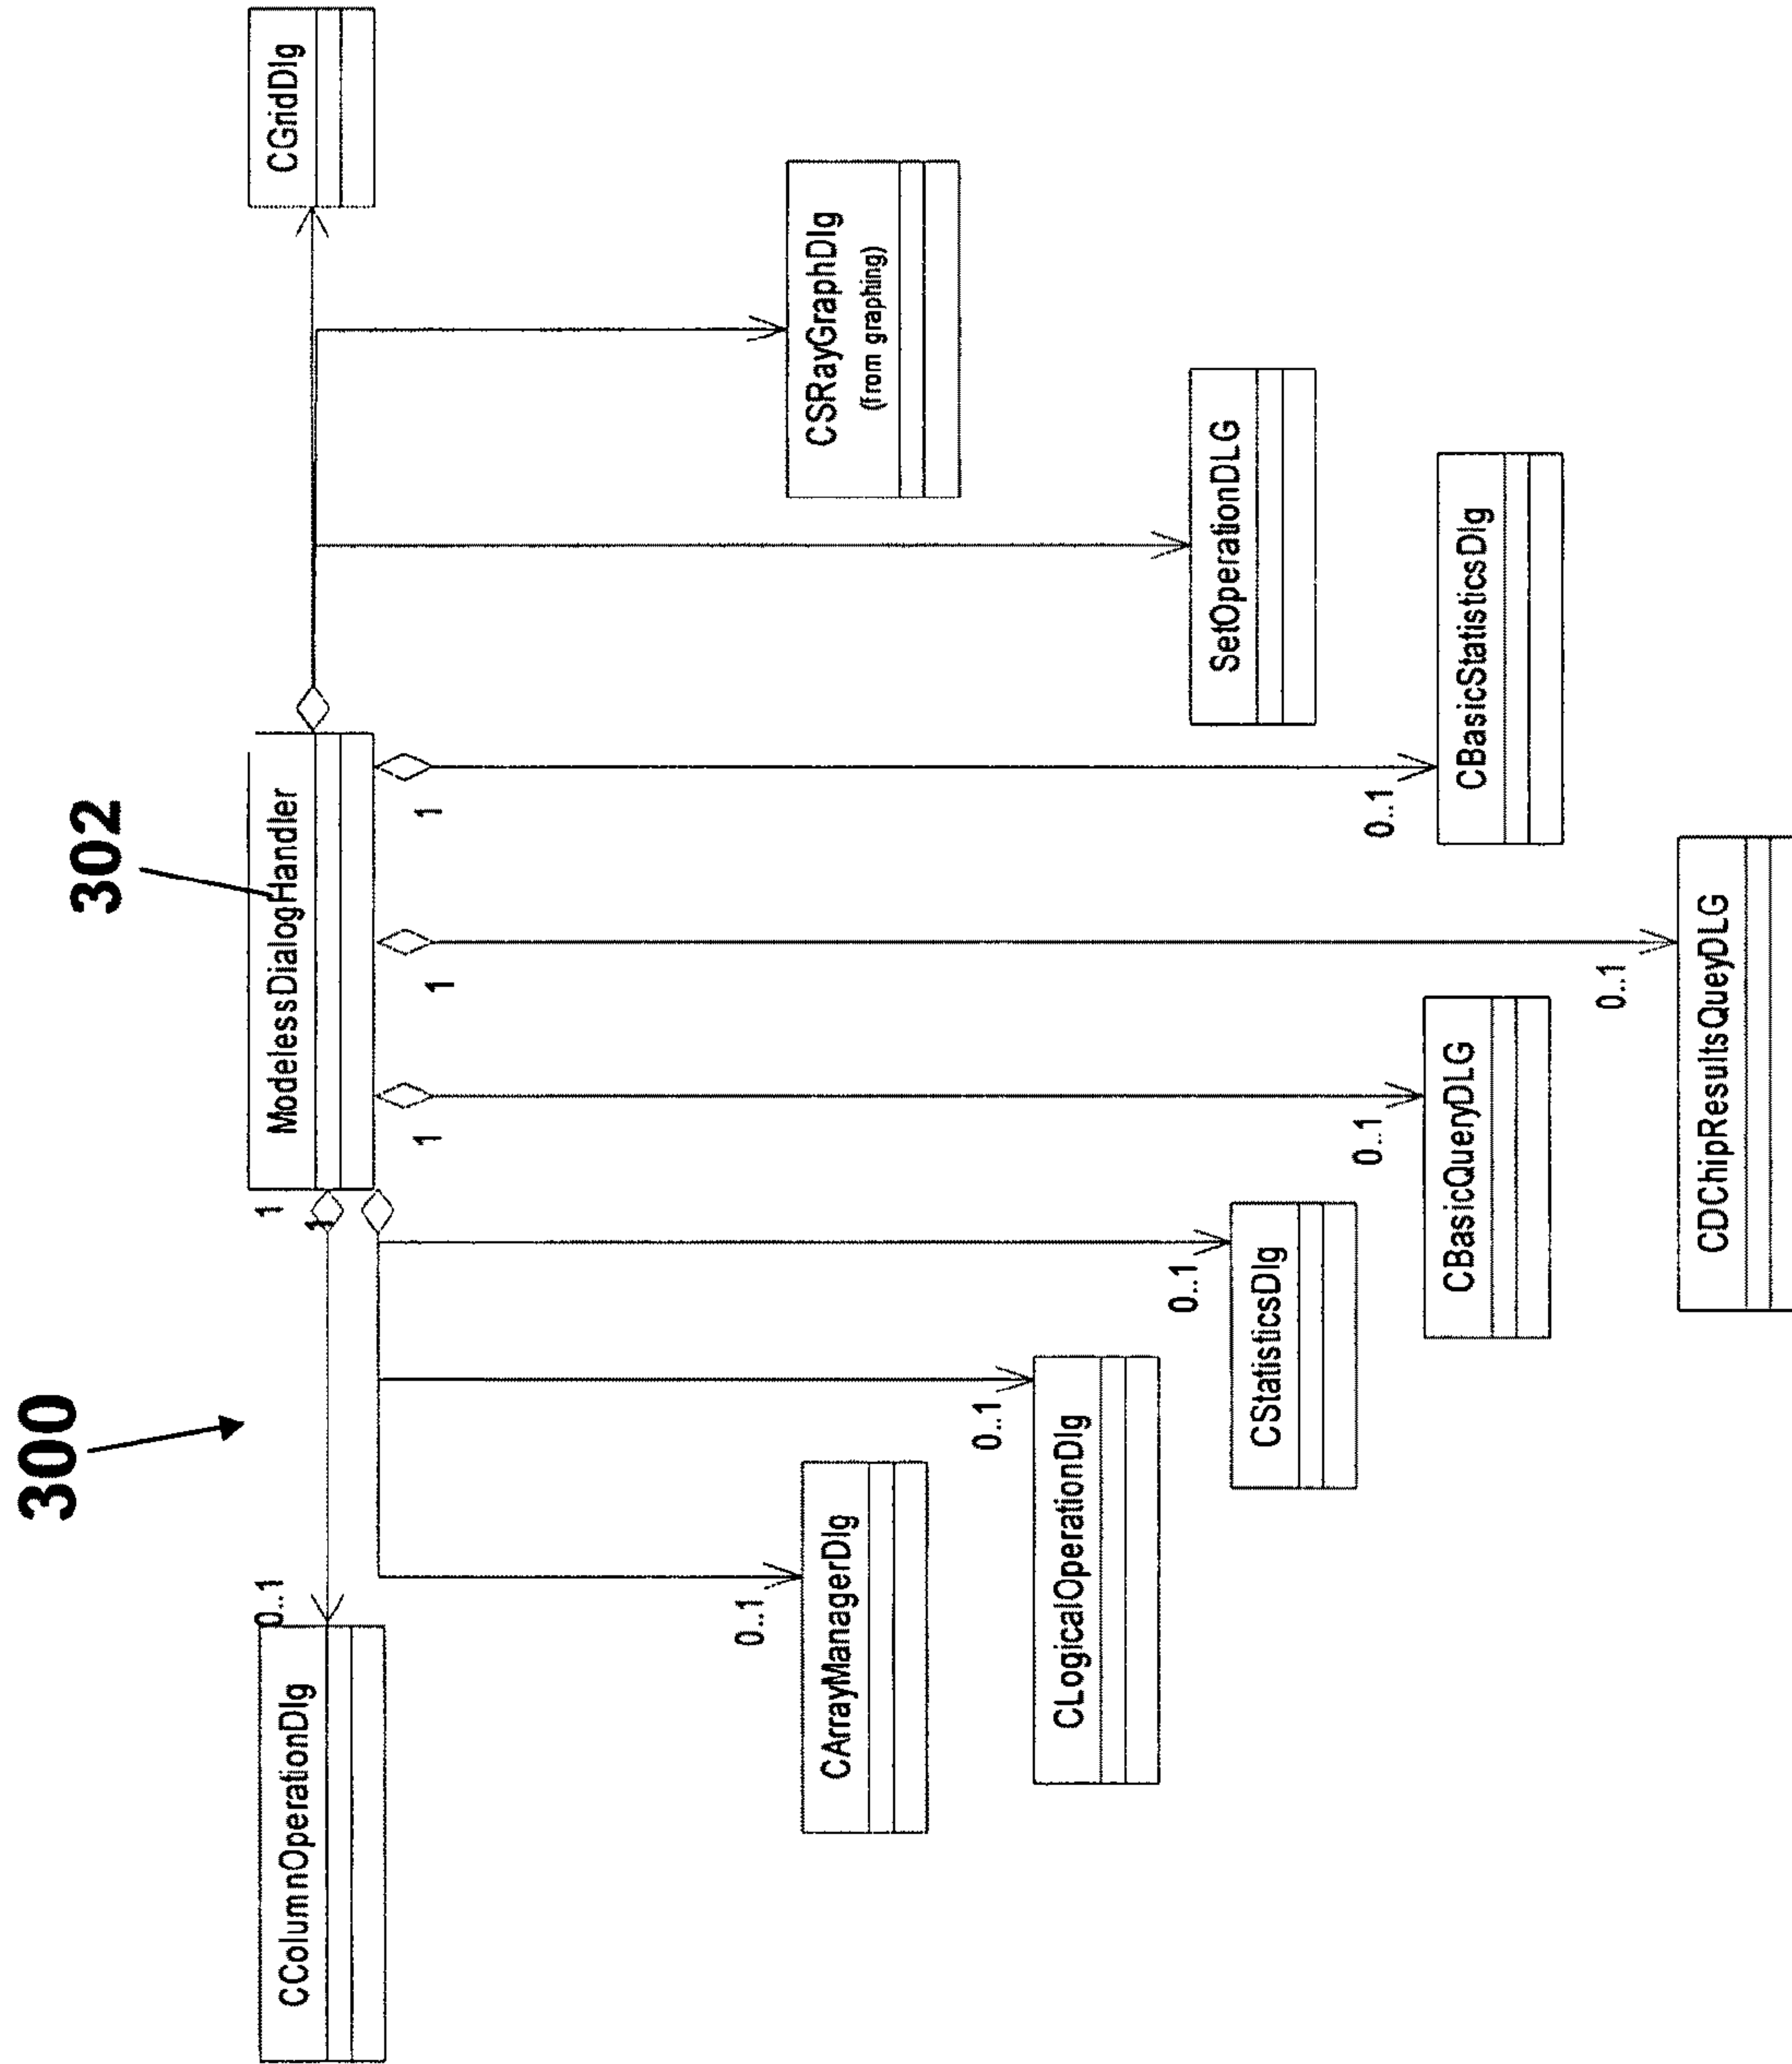 300
302
CColumnOperationDlg
0..1
1
1
ModelessDialogHandler
CGridDlg
1
1
1
CArrayManagerDlg
0..1
CSRayGraphDlg
(from graphing)
CLogicalOperationDlg
0..1
CStatisticsDlg
0..1
SetOperationDLG
CBasicQueryDLG
0..1
CBasicStatisticsDlg
0..1
CDChipResultsQueyDLG
0..1